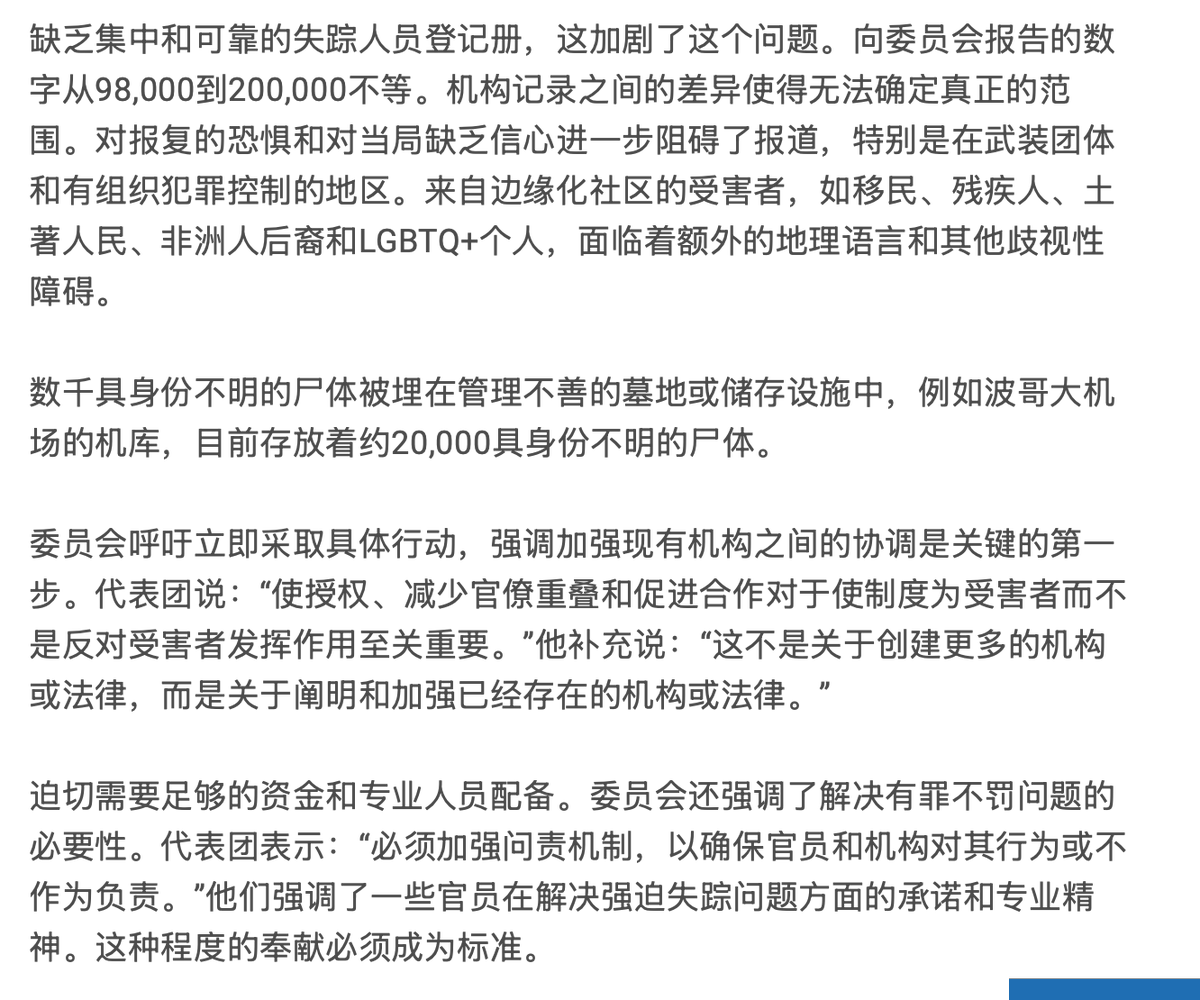 缺乏集中和可靠的失踪人员登记册，这加剧了这个问题。向委员会报告的数
字从98,000到200,000不等。机构记录之间的差异使得无法确定真正的范
围。对报复的恐惧和对当局缺乏信心进一步阻碍了报道，特别是在武装团体
和有组织犯罪控制的地区。来自边缘化社区的受害者，如移民、残疾人、土
著人民、非洲人后裔和LGBTQ+个人，面临着额外的地理语言和其他歧视性
障碍。
数千具身份不明的尸体被埋在管理不善的墓地或储存设施中，例如波哥大机
场的机库，目前存放着约20,000具身份不明的尸体。
委员会呼吁立即采取具体行动，强调加强现有机构之间的协调是关键的第一
步。代表团说：“使授权、减少官僚重叠和促进合作对于使制度为受害者而不
是反对受害者发挥作用至关重要。”他补充说：“这不是关于创建更多的机构
或法律，而是关于阐明和加强已经存在的机构或法律。”
迫切需要足够的资金和专业人员配备。委员会还强调了解决有罪不罚问题的
必要性。代表团表示：“必须加强问责机制，以确保官员和机构对其行为或不
作为负责。”他们强调了一些官员在解决强迫失踪问题方面的承诺和专业精
神。这种程度的奉献必须成为标准。